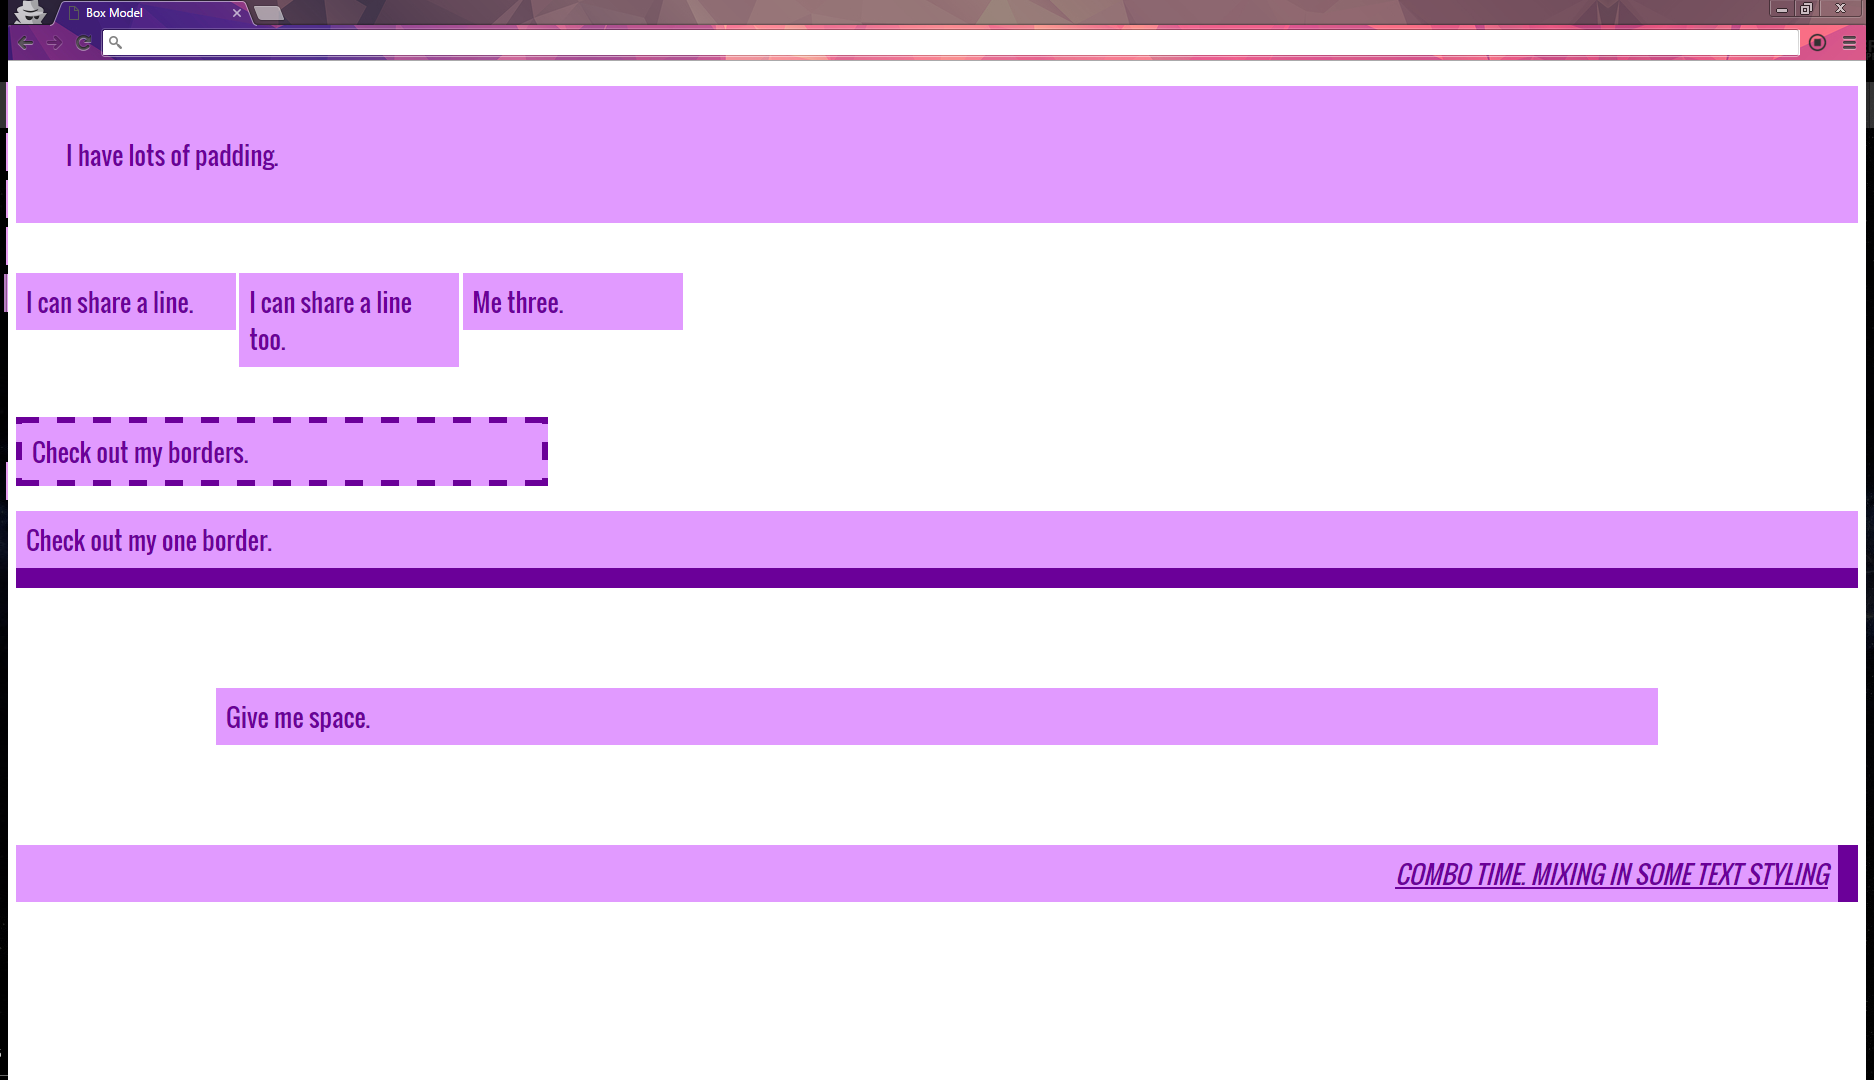 Box Model
I have lots of padding.
I can share a line.
I can share a line
too.
Me three.
Check out my borders.
Check out my one border.
Give me space.
COMBO TIME. MIXING IN SOME TEXT STYLING